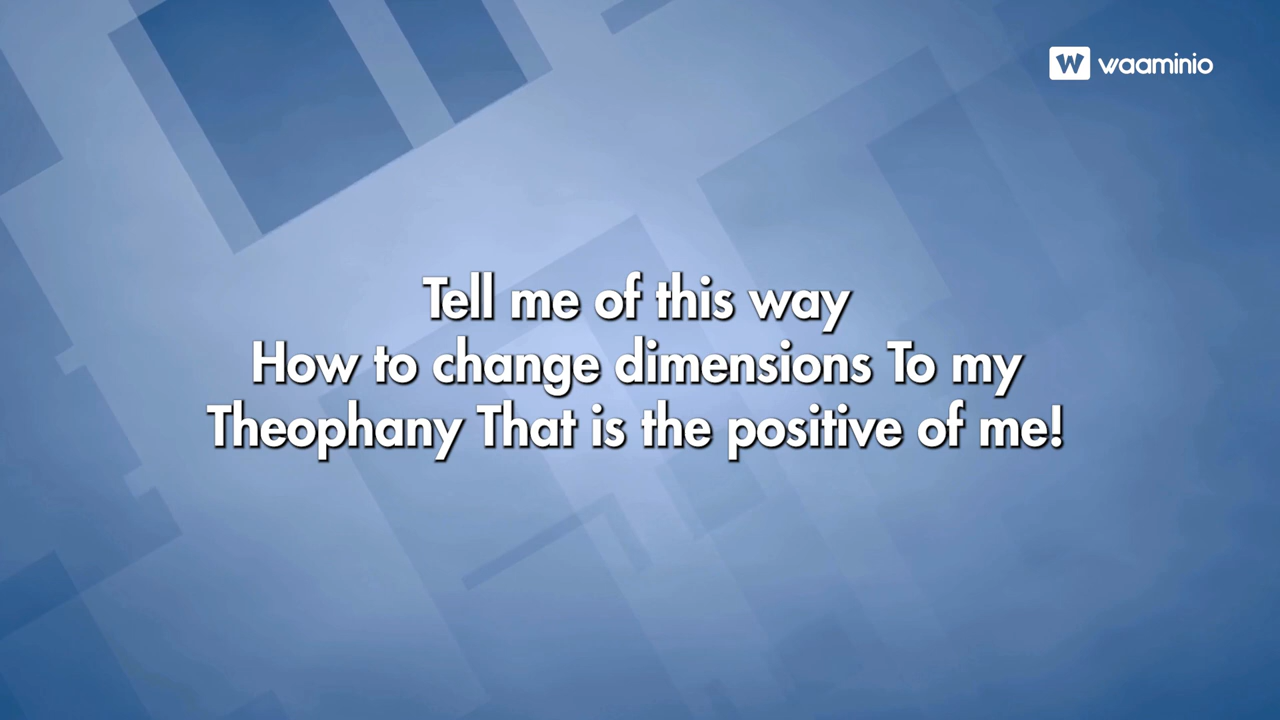 waaminio
Tell me of this way
How to change dimensions To my
Theophany That is the positive of me!